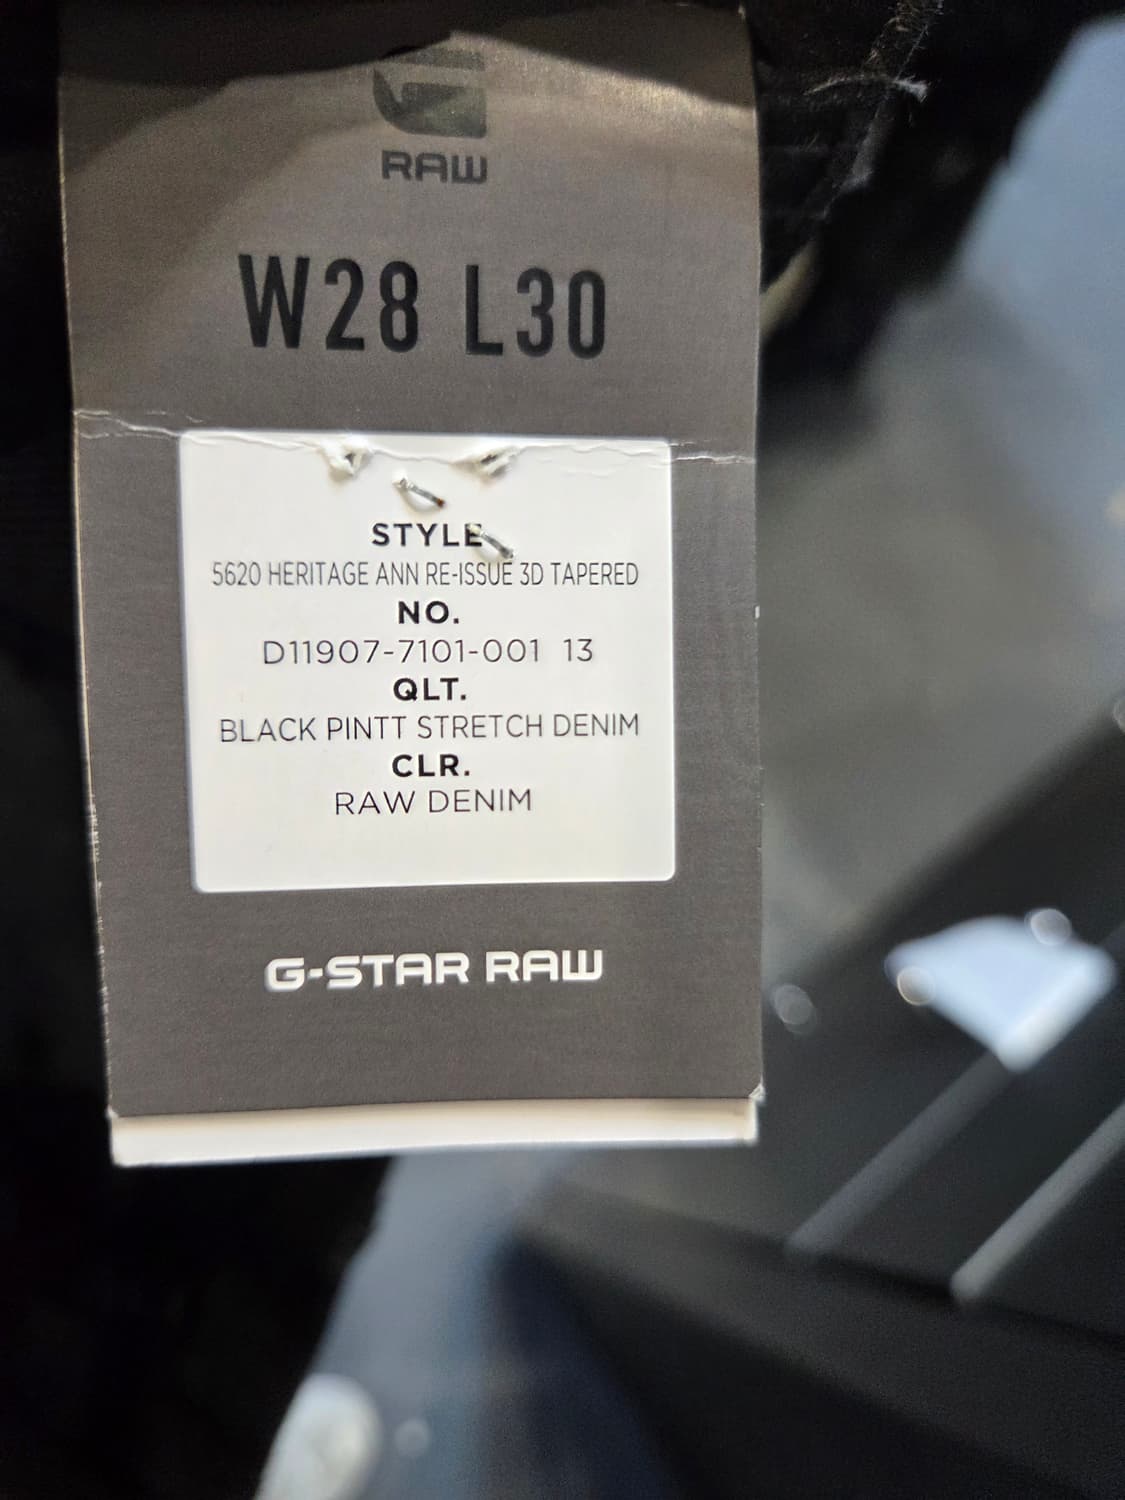 RAW
W28 L30
STYLE
5620 HERITAGE ANN RE-ISSUE 3D TAPERED
NO.
D11907-7101-001 13
QLT.
BLACK PINTT STRETCH DENIM
CLR.
RAW DENIM
G-STAR RAW